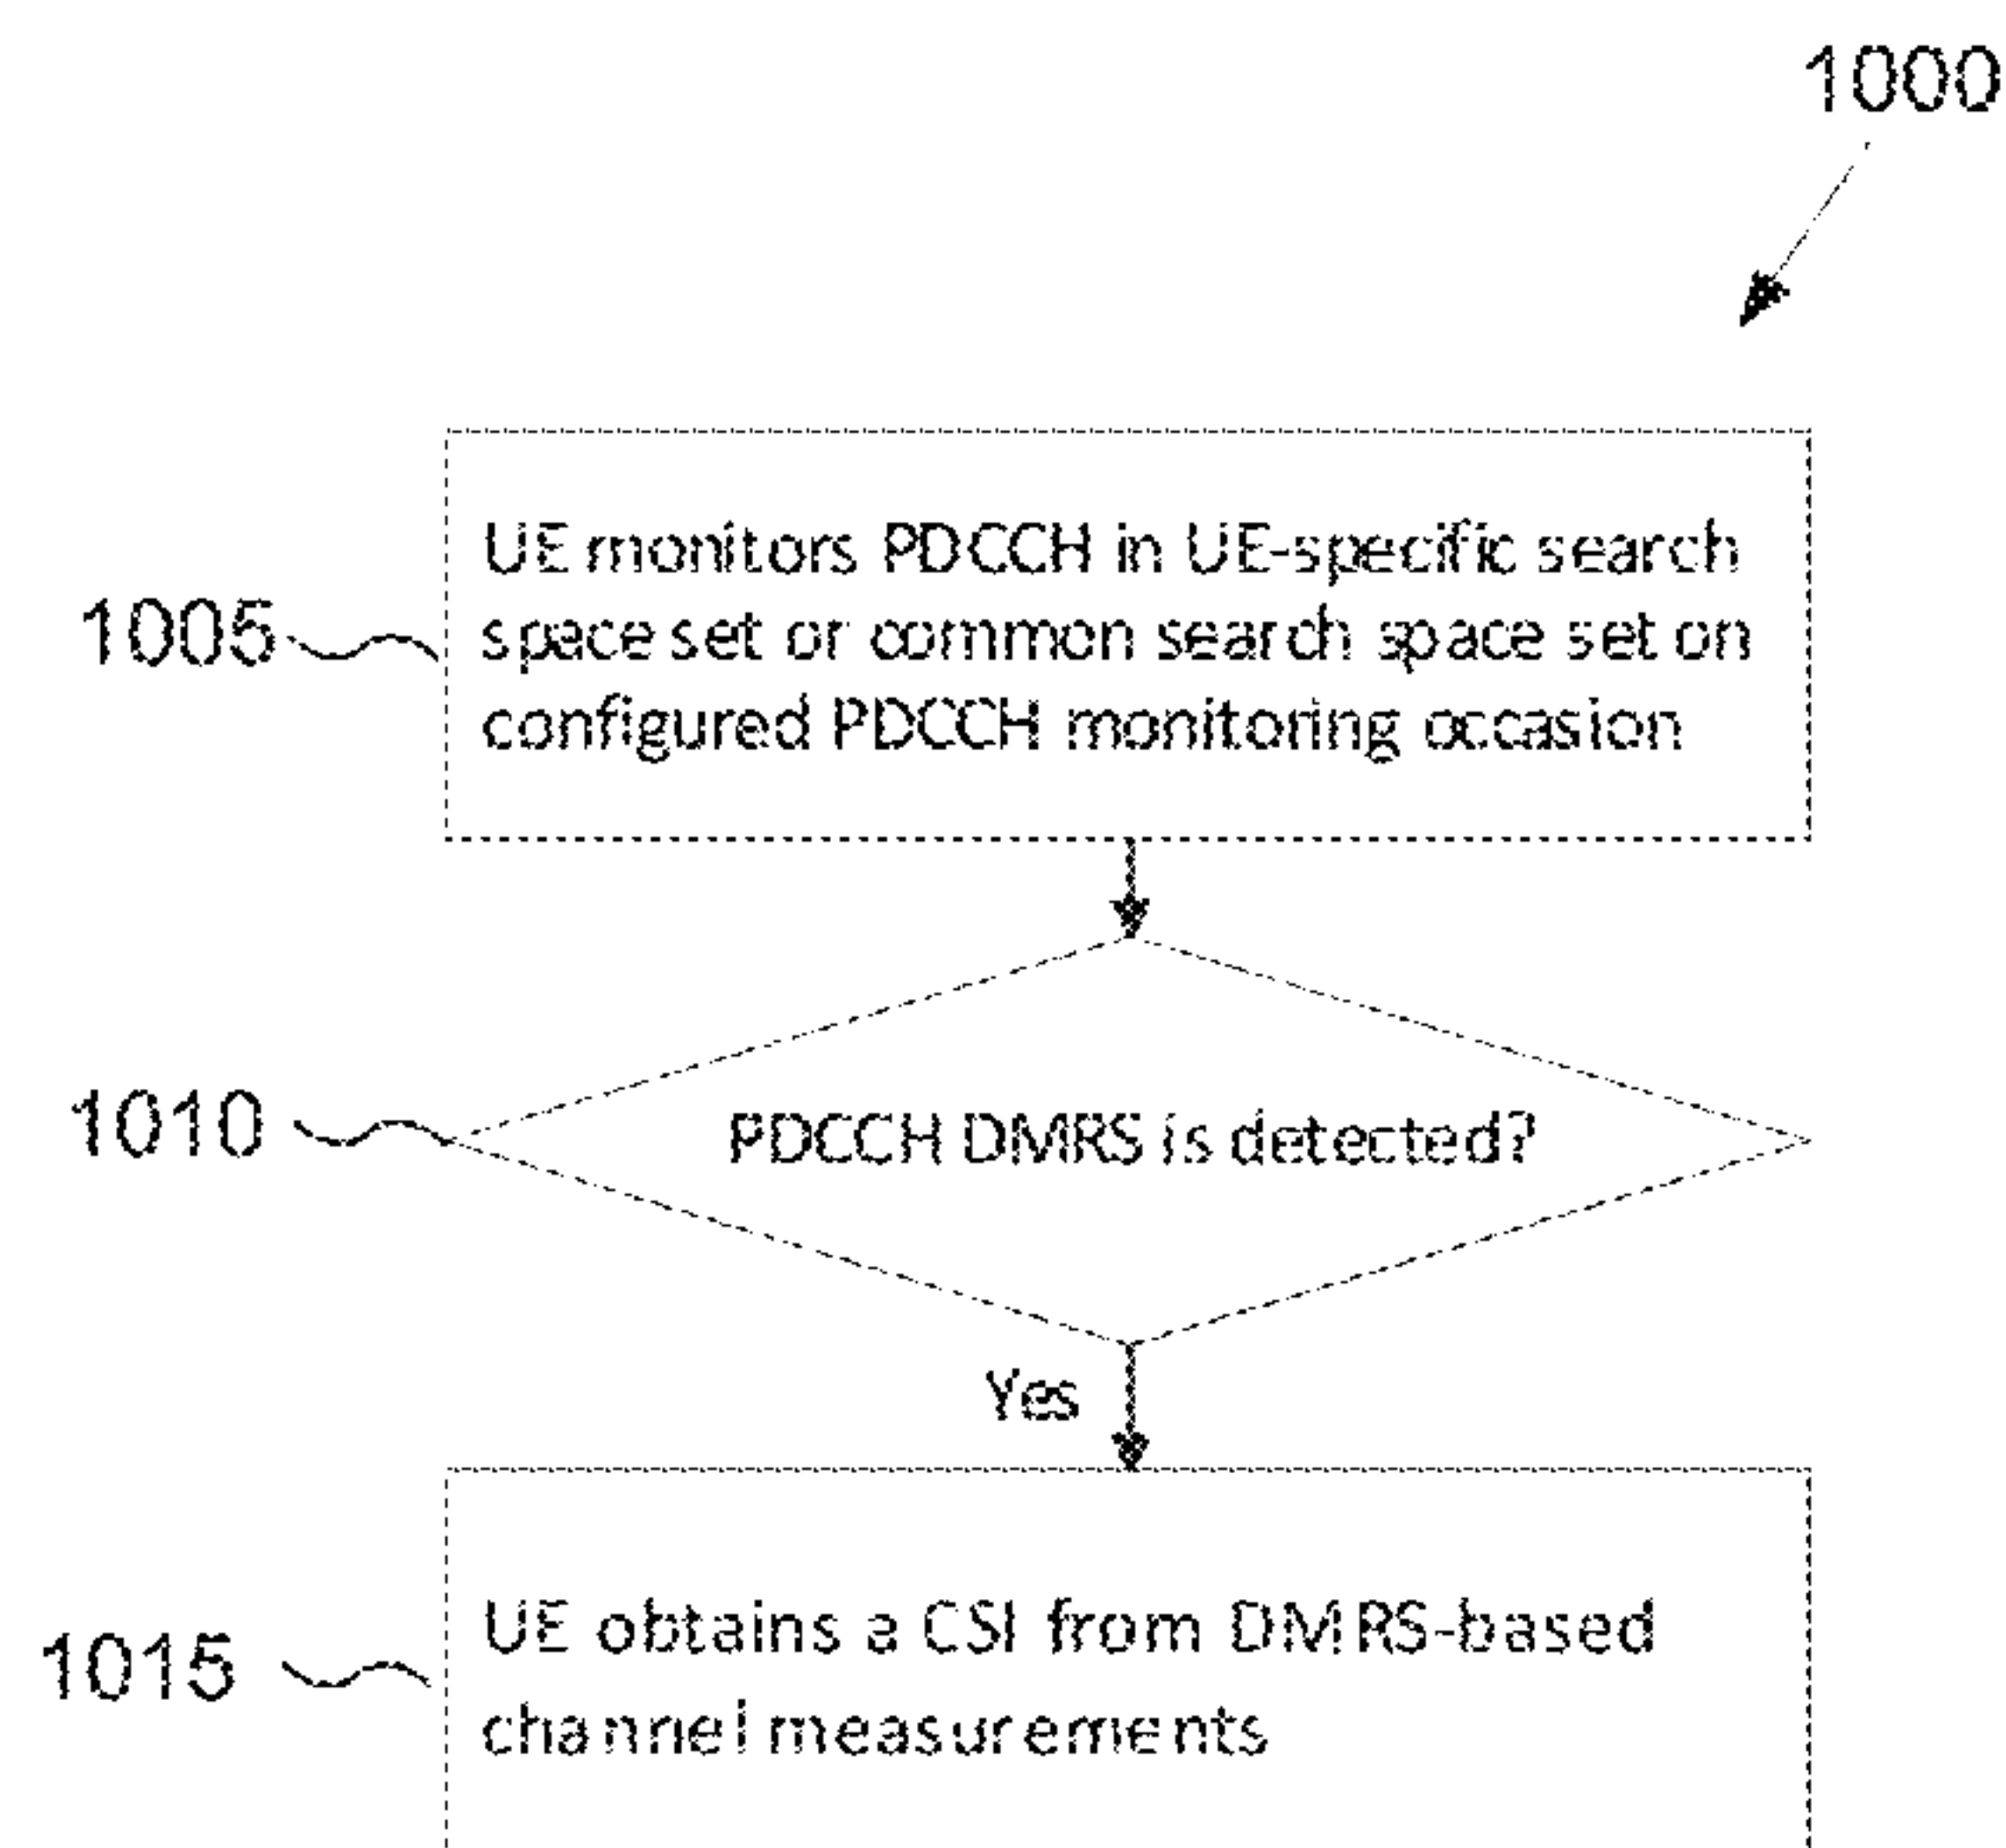 1000
1005
UE monitors PDCCH in UE-specific search
space set or common search space set on
configured PDCCH monitoring occasion
1010
PDCCH DMRS is detected?
Yes
1015
UE obtains a CSI from DMRS-based
channel measurements